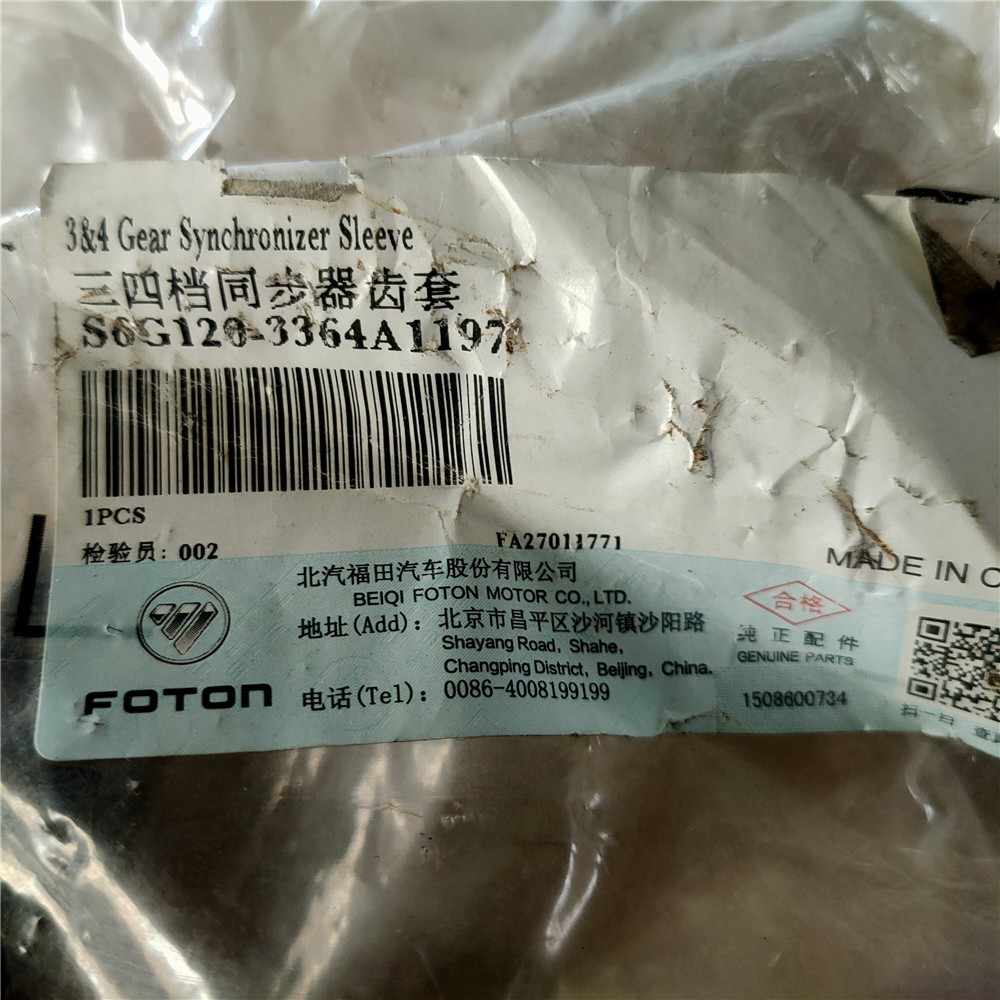 3&4 Gear Synchronizer Sleeve
三四档同步器齿套
S6G120-3364A1197
1PCS
检验员: 002
FA27011771
MADE IN C
北汽福田汽车股份有限公司
BEIQI FOTON MOTOR CO.,LTD.
地址(Add): 北京市昌平区沙河镇沙阳路
Shayang Road, Shahe,
Changping District, Beijing, China.
电话(Tel): 0086-4008199199
FOTON
合格
纯正配件
GENUINE PARTS
1508600734
扫一扫 查